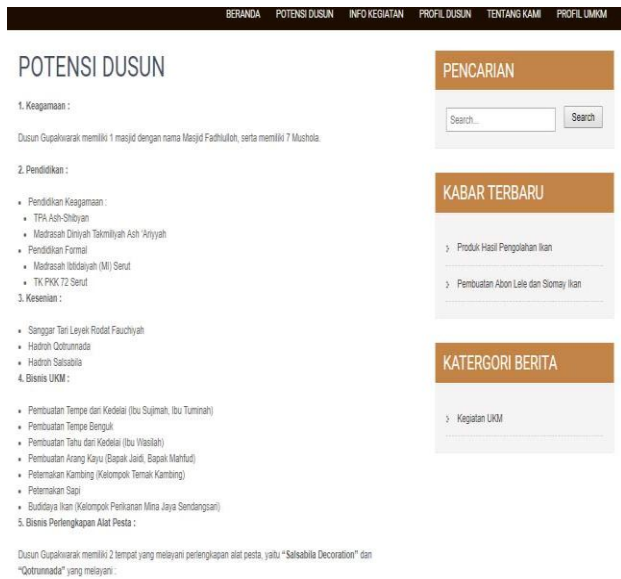 BERANDA POTENSI DUSUN INFO KEGIATAN PROFIL DUSUN TENTANG KAMI PROFIL UMKM
POTENSI DUSUN
1. Keagamaan :
Dusun Gupakwarak memiliki 1 masjid dengan nama Masjid Fadhlulloh, serta memiliki 7 Mushola.
2. Pendidikan :
Pendidikan Keagamaan :
TPA Ash-Shibyan
Madrasah Diniyah Takmiliyah Ash 'Ariyyah
Pendidikan Formal
Madrasah Ibtidaiyah (MI) Serut
TK PKK 72 Serut
3. Kesenian :
Sanggar Tari Leyek Rodat Fauchiyah
Hadroh Qotrunnada
Hadroh Salsabila
4. Bisnis UKM :
Pembuatan Tempe dari Kedelai (Ibu Sujimah, Ibu Tuminah)
Pembuatan Tempe Benguk
Pembuatan Tahu dari Kedelai (Ibu Wasilah)
Pembuatan Arang Kayu (Bapak Jaidi, Bapak Mahfud)
Peternakan Kambing (Kelompok Ternak Kambing)
Peternakan Sapi
Budidaya Ikan (Kelompok Perikanan Mina Jaya Sendangsari)
5. Bisnis Perlengkapan Alat Pesta :
Dusun Gupakwarak memiliki 2 tempat yang melayani perlengkapan alat pesta, yaitu “Salsabila Decoration” dan
“Qotrunnada” yang melayani :
PENCARIAN
Search... Search
KABAR TERBARU
Produk Hasil Pengolahan Ikan
Pembuatan Abon Lele dan Siomay Ikan
KATERGORI BERITA
Kegiatan UKM